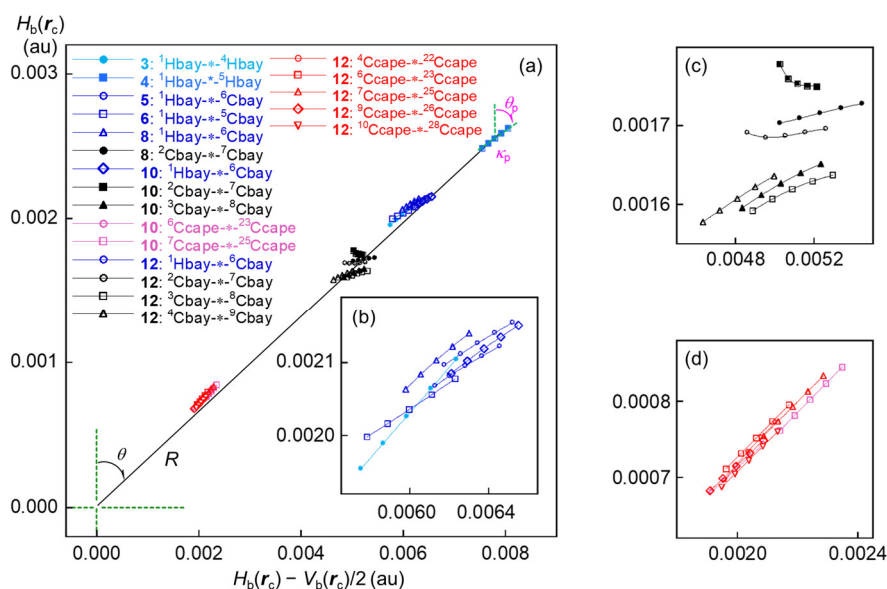 H_b(r_c)
(au)
0.003
0.002
0.001
0.000
0.000 0.002 0.004 0.006 0.008
H_b(r_c) − V_b(r_c)/2 (au)
(a)
3: ¹Hbay-*-⁴Hbay
4: ¹Hbay-*-⁵Hbay
5: ¹Hbay-*-⁶Cbay
6: ¹Hbay-*-⁵Cbay
8: ¹Hbay-*-⁶Cbay
8: ²Cbay-*-⁷Cbay
10: ¹Hbay-*-⁶Cbay
10: ²Cbay-*-⁷Cbay
10: ³Cbay-*-⁸Cbay
10: ⁶Ccape-*-²³Ccape
10: ⁷Ccape-*-²⁵Ccape
12: ¹Hbay-*-⁶Cbay
12: ²Cbay-*-⁷Cbay
12: ³Cbay-*-⁸Cbay
12: ⁴Cbay-*-⁹Cbay
12: ⁴Ccape-*-²²Ccape
12: ⁶Ccape-*-²³Ccape
12: ⁷Ccape-*-²⁵Ccape
12: ⁹Ccape-*-²⁶Ccape
12: ¹⁰Ccape-*-²⁸Ccape
θ_p
κ_p
θ
R
(b)
0.0021
0.0020
0.0060 0.0064
(c)
0.0017
0.0016
0.0048 0.0052
(d)
0.0008
0.0007
0.0020 0.0024